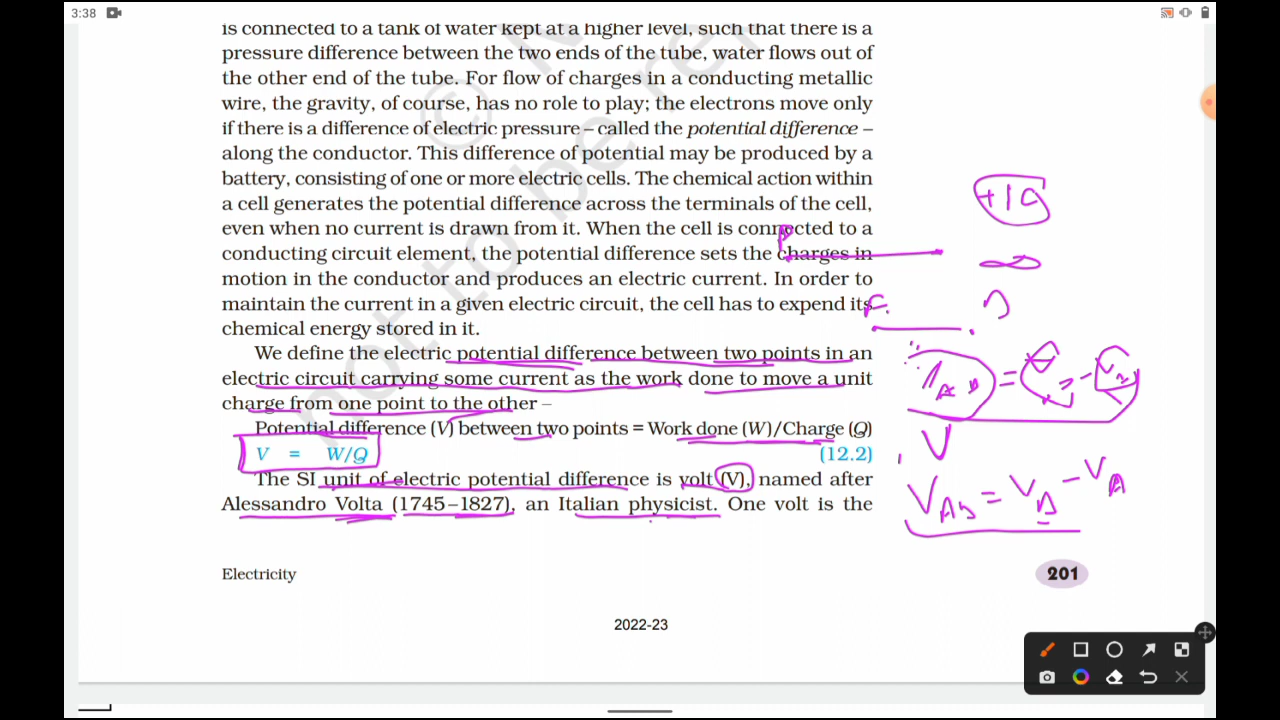 3:38
is connected to a tank of water kept at a higher level, such that there is a
pressure difference between the two ends of the tube, water flows out of
the other end of the tube. For flow of charges in a conducting metallic
wire, the gravity, of course, has no role to play; the electrons move only
if there is a difference of electric pressure – called the potential difference –
along the conductor. This difference of potential may be produced by a
battery, consisting of one or more electric cells. The chemical action within
a cell generates the potential difference across the terminals of the cell,
even when no current is drawn from it. When the cell is connected to a
conducting circuit element, the potential difference sets the charges in
motion in the conductor and produces an electric current. In order to
maintain the current in a given electric circuit, the cell has to expend its
chemical energy stored in it.
We define the electric potential difference between two points in an
electric circuit carrying some current as the work done to move a unit
charge from one point to the other –
Potential difference (V) between two points = Work done (W)/Charge (Q)
V = W/Q (12.2)
The SI unit of electric potential difference is volt (V), named after
Alessandro Volta (1745–1827), an Italian physicist. One volt is the
∞
V
Electricity
201
2022-23
© N
not to be re